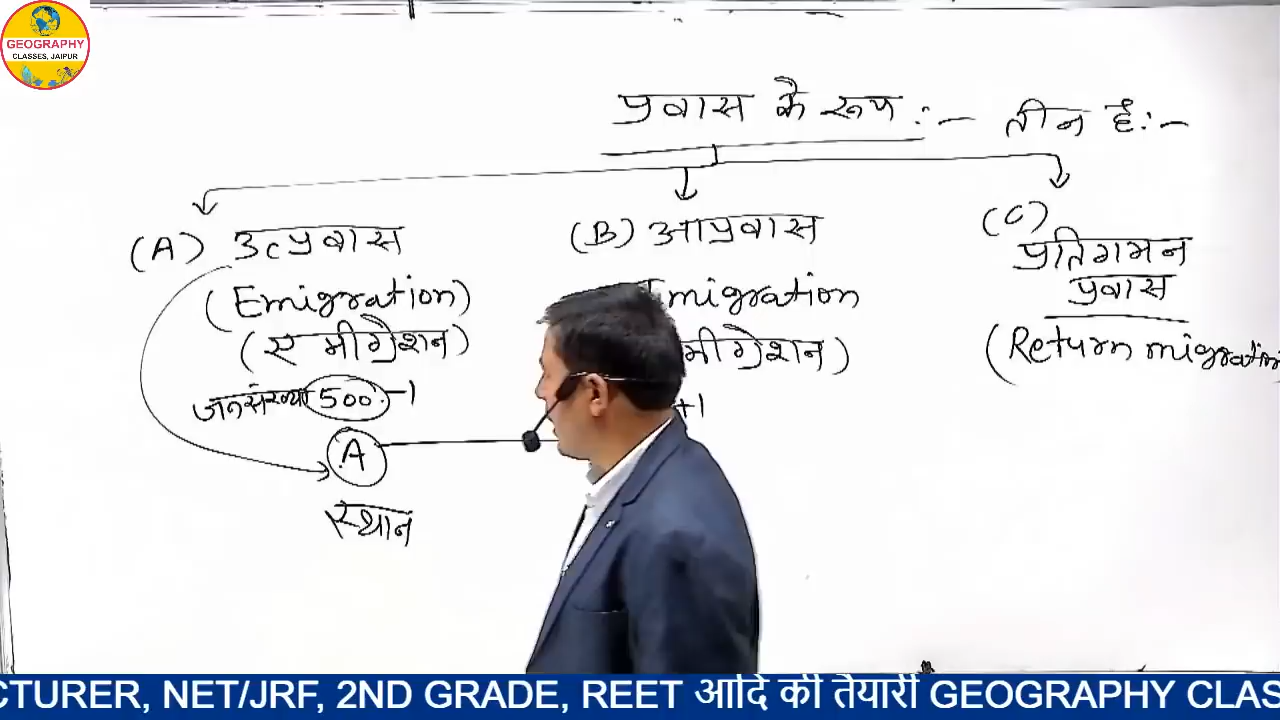 GEOGRAPHY
CLASSES, JAIPUR
प्रवास के रूप :- तीन है :-
(A) उत्प्रवास
(Emigration)
(एमीग्रेशन)
जनसंख्या 500 -1
A
स्थान
(B) आप्रवास
migration
मीग्रेशन)
+1
(C)
प्रतिगमन
प्रवास
(Return migration
CTURER, NET/JRF, 2ND GRADE, REET आदि की तैयारी GEOGRAPHY CLAS